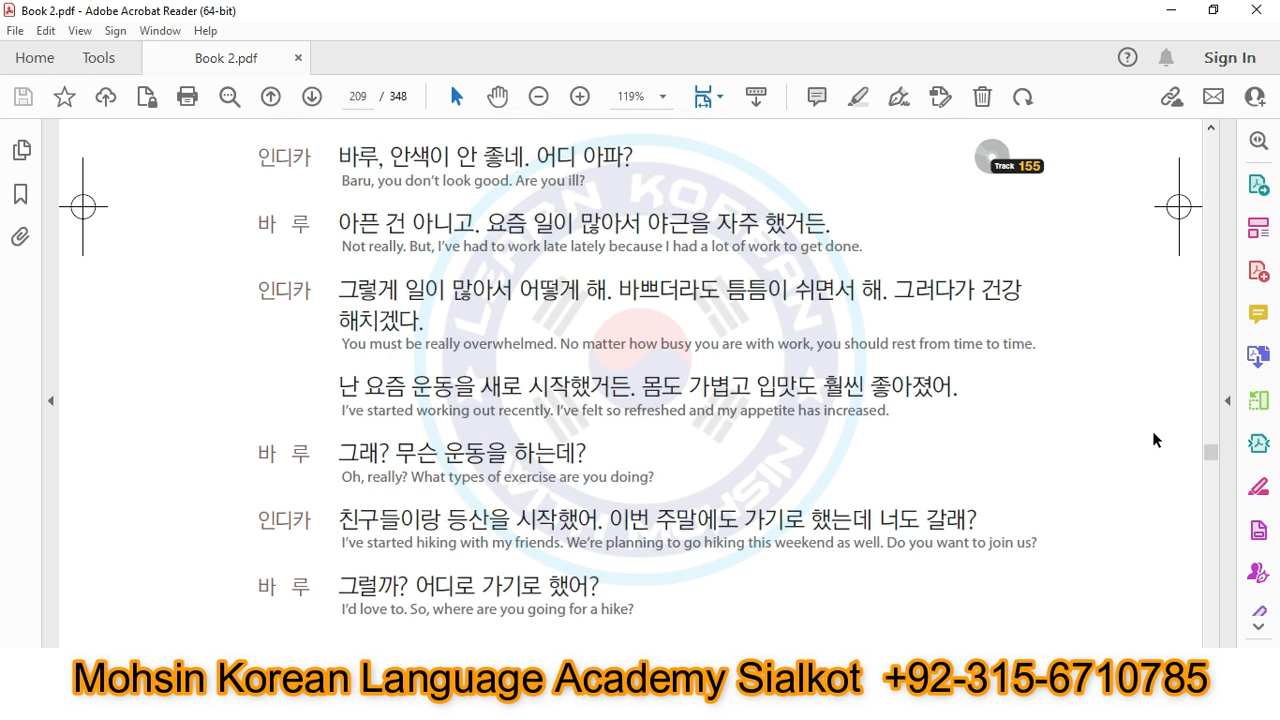 Book 2.pdf - Adobe Acrobat Reader (64-bit)
File Edit View Sign Window Help
Home Tools Book 2.pdf × Sign In
209 / 348 119%
인디카 바루, 안색이 안 좋네. 어디 아파? Track 155
Baru, you don't look good. Are you ill?
바 루 아픈 건 아니고. 요즘 일이 많아서 야근을 자주 했거든.
Not really. But, I've had to work late lately because I had a lot of work to get done.
인디카 그렇게 일이 많아서 어떻게 해. 바쁘더라도 틈틈이 쉬면서 해. 그러다가 건강
해치겠다.
You must be really overwhelmed. No matter how busy you are with work, you should rest from time to time.
난 요즘 운동을 새로 시작했거든. 몸도 가볍고 입맛도 훨씬 좋아졌어.
I've started working out recently. I've felt so refreshed and my appetite has increased.
바 루 그래? 무슨 운동을 하는데?
Oh, really? What types of exercise are you doing?
인디카 친구들이랑 등산을 시작했어. 이번 주말에도 가기로 했는데 너도 갈래?
I've started hiking with my friends. We're planning to go hiking this weekend as well. Do you want to join us?
바 루 그럴까? 어디로 가기로 했어?
I'd love to. So, where are you going for a hike?
LEARN KOREAN
Mohsin Korean Language Academy Sialkot +92-315-6710785